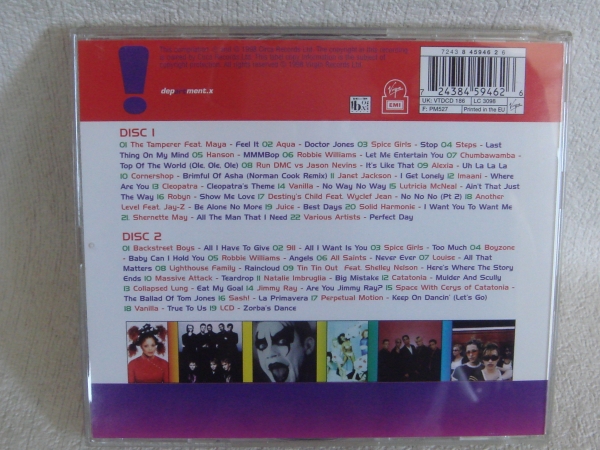 7243 8 45946 2 6
7 24384 59462 6
Virgin
EMI
UK: VTDCD 186 LC 3098
F: PM527 Printed in the EU
DISC 1
01 The Tamperer Feat. Maya - Feel It 02 Aqua - Doctor Jones 03 Spice Girls - Stop 04 Steps - Last
Thing On My Mind 05 Hanson - MMMBop 06 Robbie Williams - Let Me Entertain You 07 Chumbawamba -
Top Of The World (Ole, Ole, Ole) 08 Run DMC vs Jason Nevins - It's Like That 09 Alexia - Uh La La La
10 Cornershop - Brimful Of Asha (Norman Cook Remix) 11 Janet Jackson - I Get Lonely 12 Imaani - Where
Are You 13 Cleopatra - Cleopatra's Theme 14 Vanilla - No Way No Way 15 Lutricia McNeal - Ain't That Just
The Way 16 Robyn - Show Me Love 17 Destiny's Child Feat. Wyclef Jean - No No No (Pt 2) 18 Another
Level Feat. Jay-Z - Be Alone No More 19 Juice - Best Days 20 Solid Harmonie - I Want You To Want Me
21 Shernette May - All The Man That I Need 22 Various Artists - Perfect Day
DISC 2
01 Backstreet Boys - All I Have To Give 02 911 - All I Want Is You 03 Spice Girls - Too Much 04 Boyzone
- Baby Can I Hold You 05 Robbie Williams - Angels 06 All Saints - Never Ever 07 Louise - All That
Matters 08 Lighthouse Family - Raincloud 09 Tin Tin Out Feat. Shelley Nelson - Here's Where The Story
Ends 10 Massive Attack - Teardrop 11 Natalie Imbruglia - Big Mistake 12 Catatonia - Mulder And Scully
13 Collapsed Lung - Eat My Goal 14 Jimmy Ray - Are You Jimmy Ray? 15 Space With Cerys of Catatonia -
The Ballad Of Tom Jones 16 Sash! - La Primavera 17 Perpetual Motion - Keep On Dancin' (Let's Go)
18 Vanilla - True To Us 19 LCD - Zorba's Dance